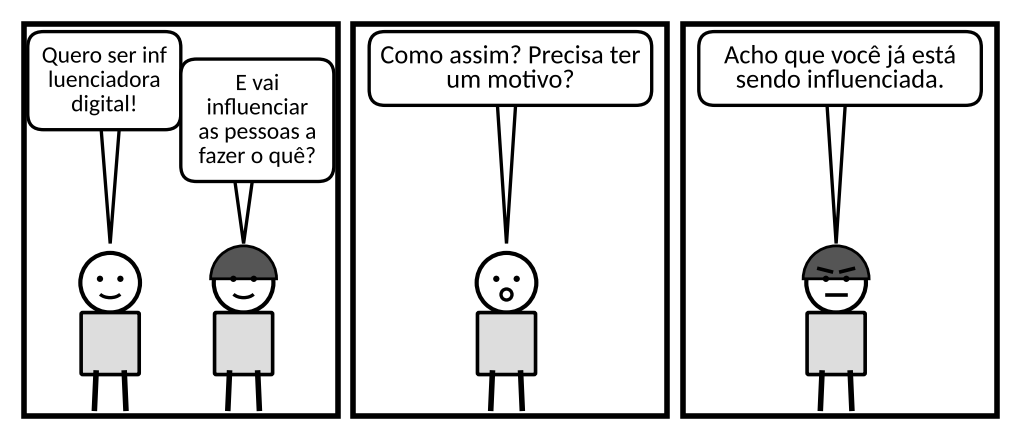 Quero ser inf
luenciadora
digital!
E vai
influenciar
as pessoas a
fazer o quê?
Como assim? Precisa ter
um motivo?
Acho que você já está
sendo influenciada.